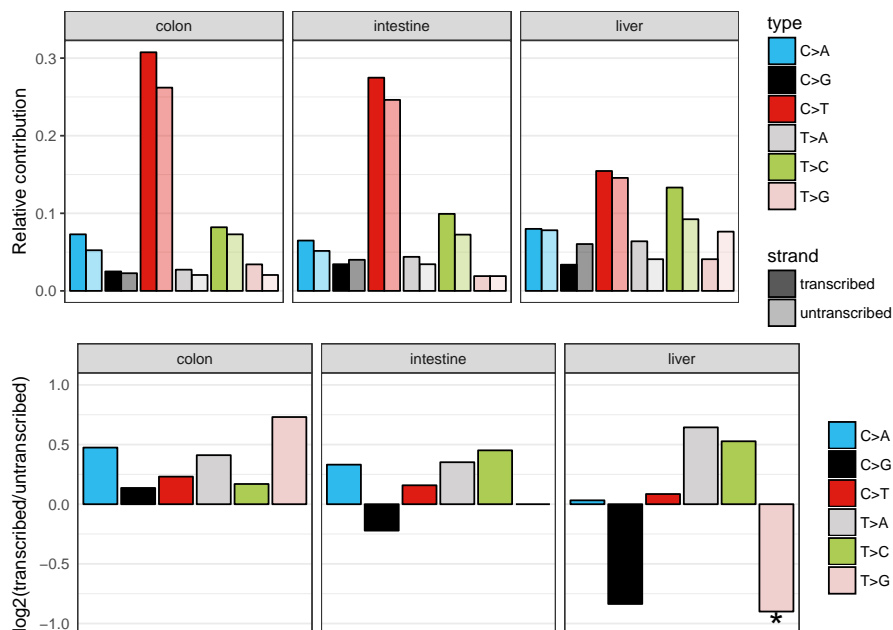 colon intestine liver
Relative contribution
0.3
0.2
0.1
0.0
type
C>A
C>G
C>T
T>A
T>C
T>G
strand
transcribed
untranscribed
colon intestine liver
log2(transcribed/untranscribed)
1.0
0.5
0.0
−0.5
−1.0
*
C>A
C>G
C>T
T>A
T>C
T>G